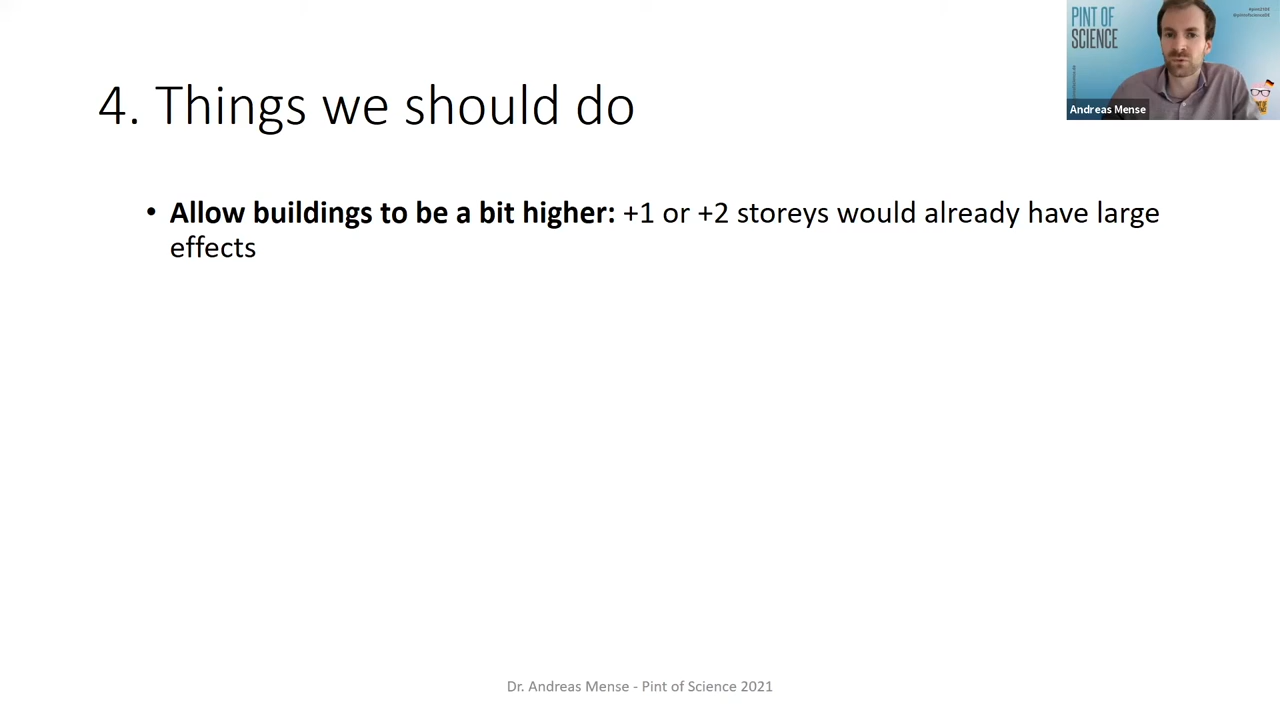 PINT OF
SCIENCE
Andreas Mense
4. Things we should do
• Allow buildings to be a bit higher: +1 or +2 storeys would already have large
effects
Dr. Andreas Mense - Pint of Science 2021